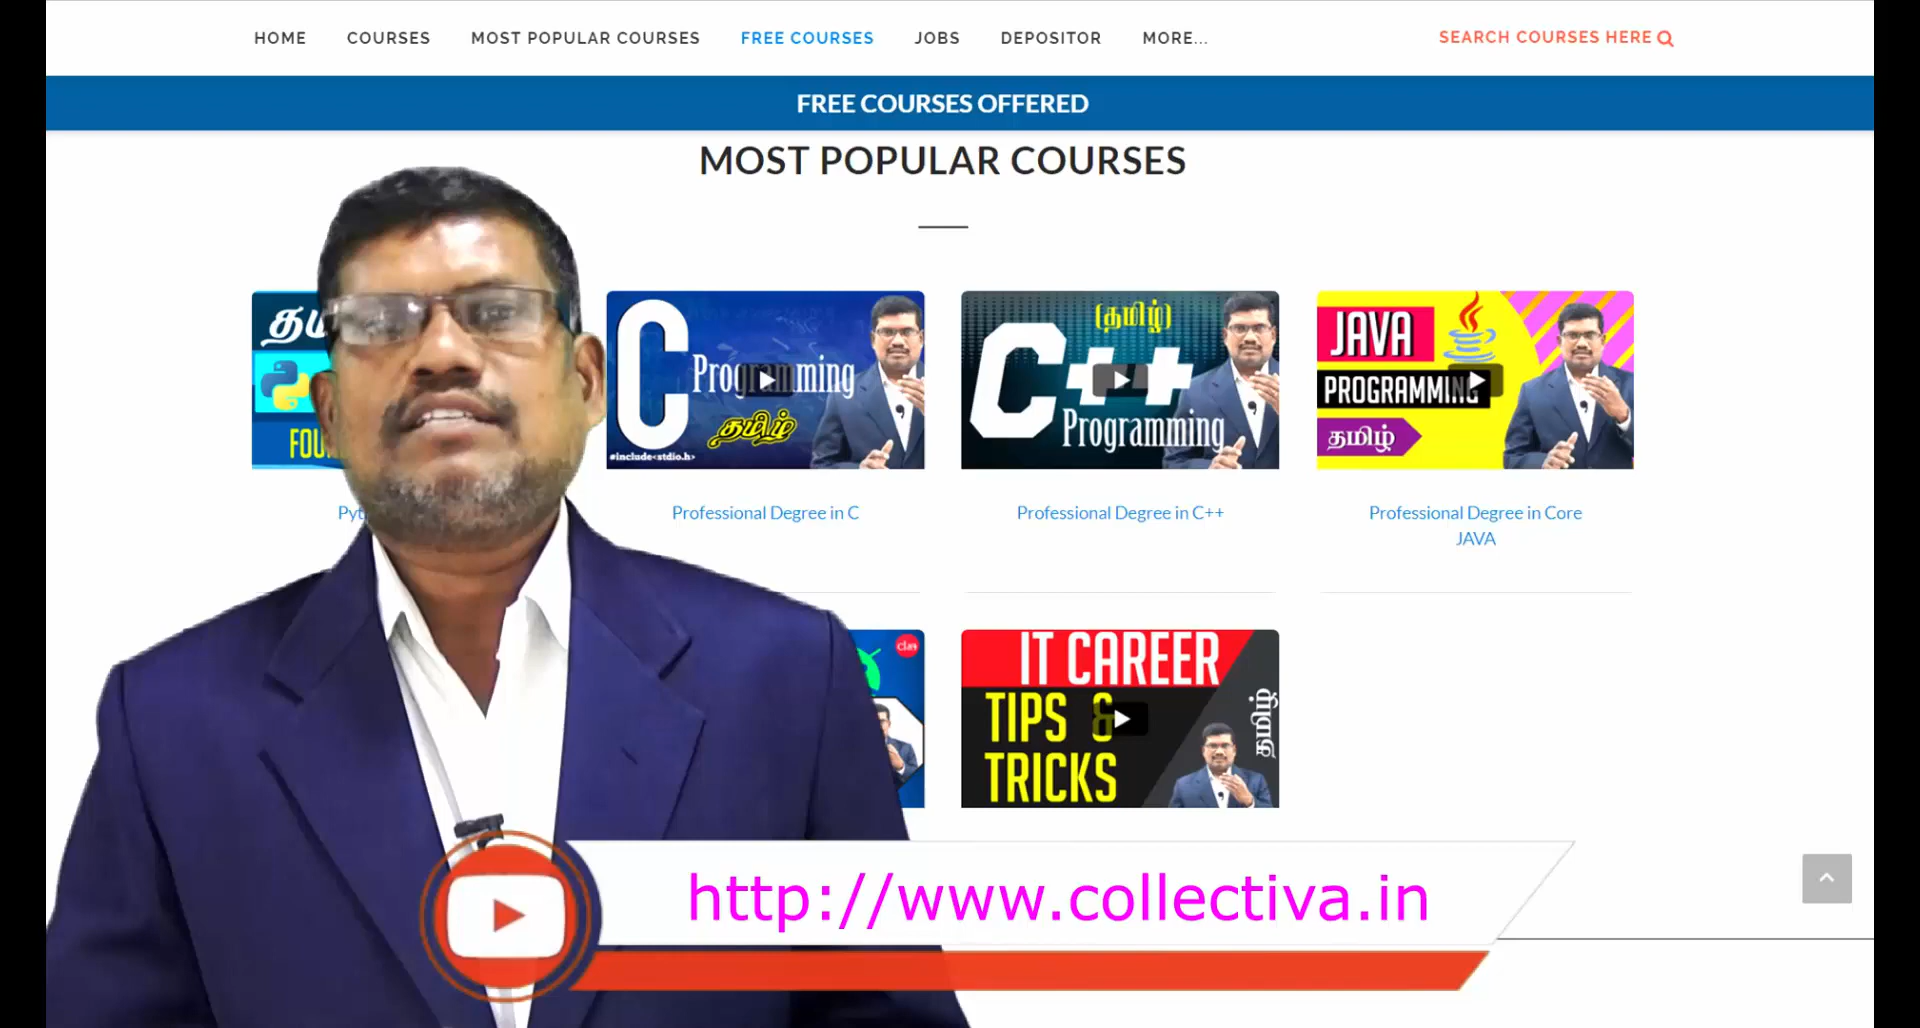 HOME COURSES MOST POPULAR COURSES FREE COURSES JOBS DEPOSITOR MORE... SEARCH COURSES HERE
FREE COURSES OFFERED
MOST POPULAR COURSES
C
Programming
தமிழ்
#include<stdio.h>
(தமிழ்)
C++
Programming
JAVA
PROGRAMMING
தமிழ்
Professional Degree in C
Professional Degree in C++
Professional Degree in Core
JAVA
IT CAREER
TIPS &
TRICKS
தமிழ்
http://www.collectiva.in